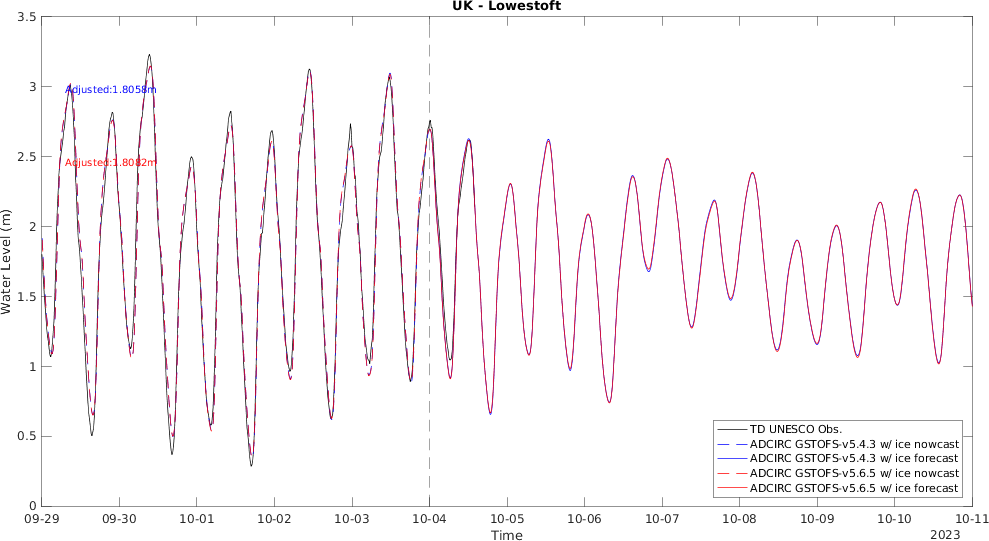 UK - Lowestoft
3.5
3
2.5
2
1.5
1
0.5
0
Water Level (m)
Adjusted:1.8058m
Adjusted:1.8082m
TD UNESCO Obs.
ADCIRC GSTOFS-v5.4.3 w/ ice nowcast
ADCIRC GSTOFS-v5.4.3 w/ ice forecast
ADCIRC GSTOFS-v5.6.5 w/ ice nowcast
ADCIRC GSTOFS-v5.6.5 w/ ice forecast
09-29 09-30 10-01 10-02 10-03 10-04 10-05 10-06 10-07 10-08 10-09 10-10 10-11
Time
2023